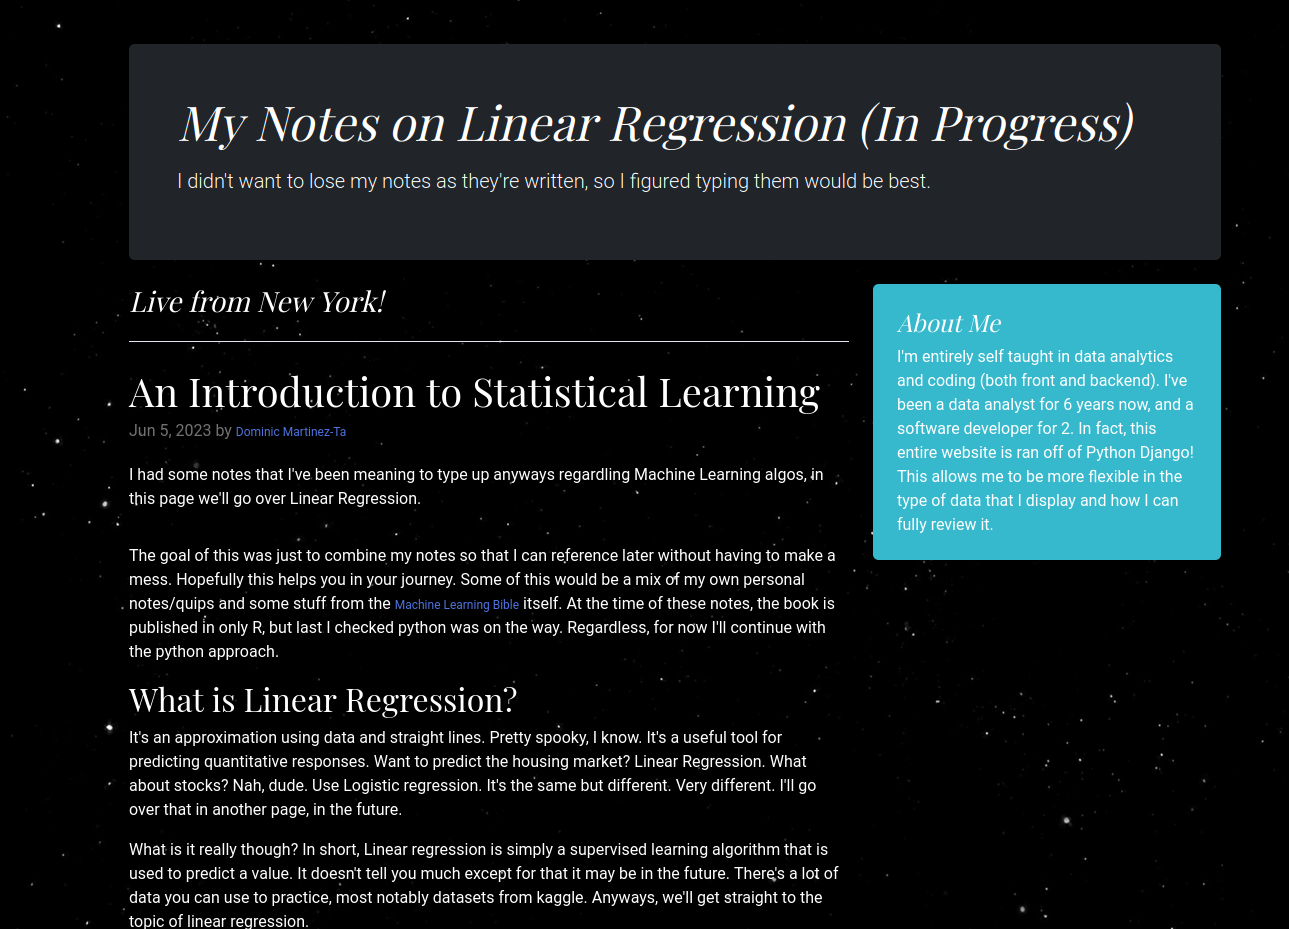 My Notes on Linear Regression (In Progress)
I didn't want to lose my notes as they're written, so I figured typing them would be best.
Live from New York!
An Introduction to Statistical Learning
Jun 5, 2023 by Dominic Martinez-Ta
I had some notes that I've been meaning to type up anyways regardling Machine Learning algos, in
this page we'll go over Linear Regression.
The goal of this was just to combine my notes so that I can reference later without having to make a
mess. Hopefully this helps you in your journey. Some of this would be a mix of my own personal
notes/quips and some stuff from the Machine Learning Bible itself. At the time of these notes, the book is
published in only R, but last I checked python was on the way. Regardless, for now I'll continue with
the python approach.
What is Linear Regression?
It's an approximation using data and straight lines. Pretty spooky, I know. It's a useful tool for
predicting quantitative responses. Want to predict the housing market? Linear Regression. What
about stocks? Nah, dude. Use Logistic regression. It's the same but different. Very different. I'll go
over that in another page, in the future.
What is it really though? In short, Linear regression is simply a supervised learning algorithm that is
used to predict a value. It doesn't tell you much except for that it may be in the future. There's a lot of
data you can use to practice, most notably datasets from kaggle. Anyways, we'll get straight to the
topic of linear regression.
About Me
I'm entirely self taught in data analytics
and coding (both front and backend). I've
been a data analyst for 6 years now, and a
software developer for 2. In fact, this
entire website is ran off of Python Django!
This allows me to be more flexible in the
type of data that I display and how I can
fully review it.